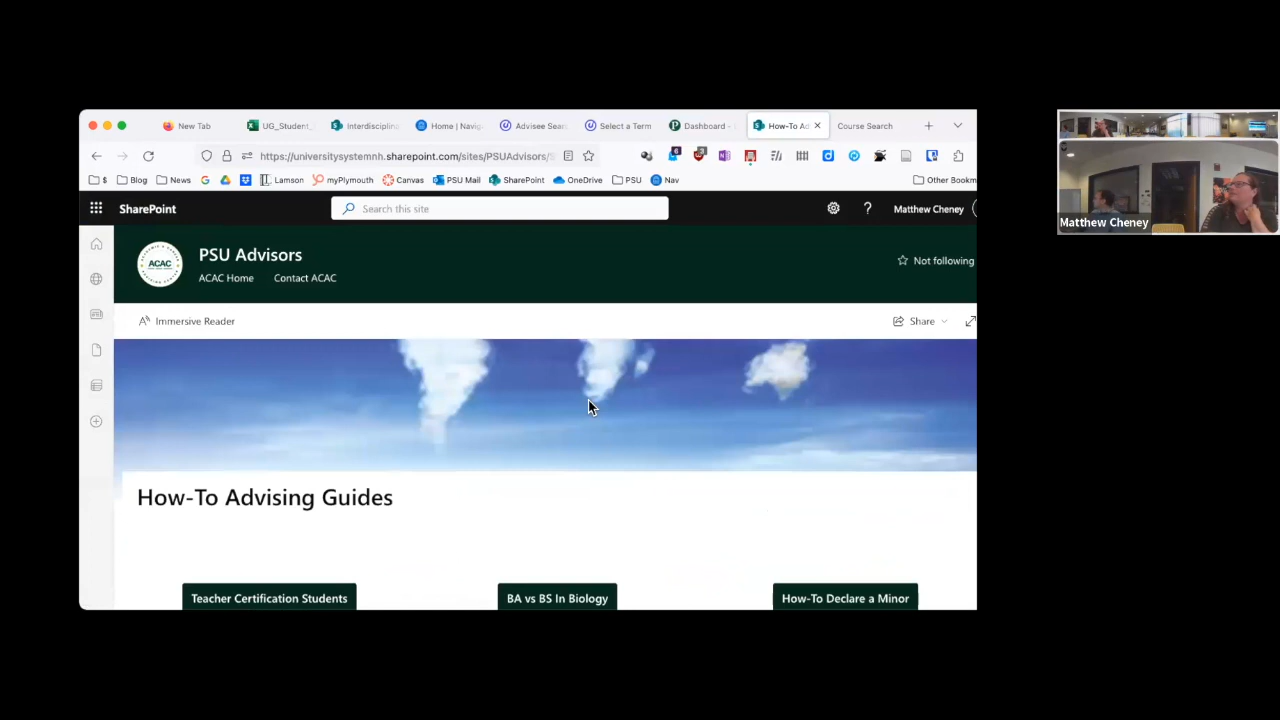 New Tab
UG_Student_
Interdisciplina
Home | Navig
Advisee Sear
Select a Term
Dashboard -
How-To Ad
Course Search
https://universitysystemnh.sharepoint.com/sites/PSUAdvisors/
$
Blog
News
Lamson
myPlymouth
Canvas
PSU Mail
SharePoint
OneDrive
PSU
Nav
Other Bookm
SharePoint
Search this site
?
Matthew Cheney
ACAC
PSU Advisors
ACAC Home
Contact ACAC
Not following
Immersive Reader
Share
How-To Advising Guides
Teacher Certification Students
BA vs BS In Biology
How-To Declare a Minor
Matthew Cheney